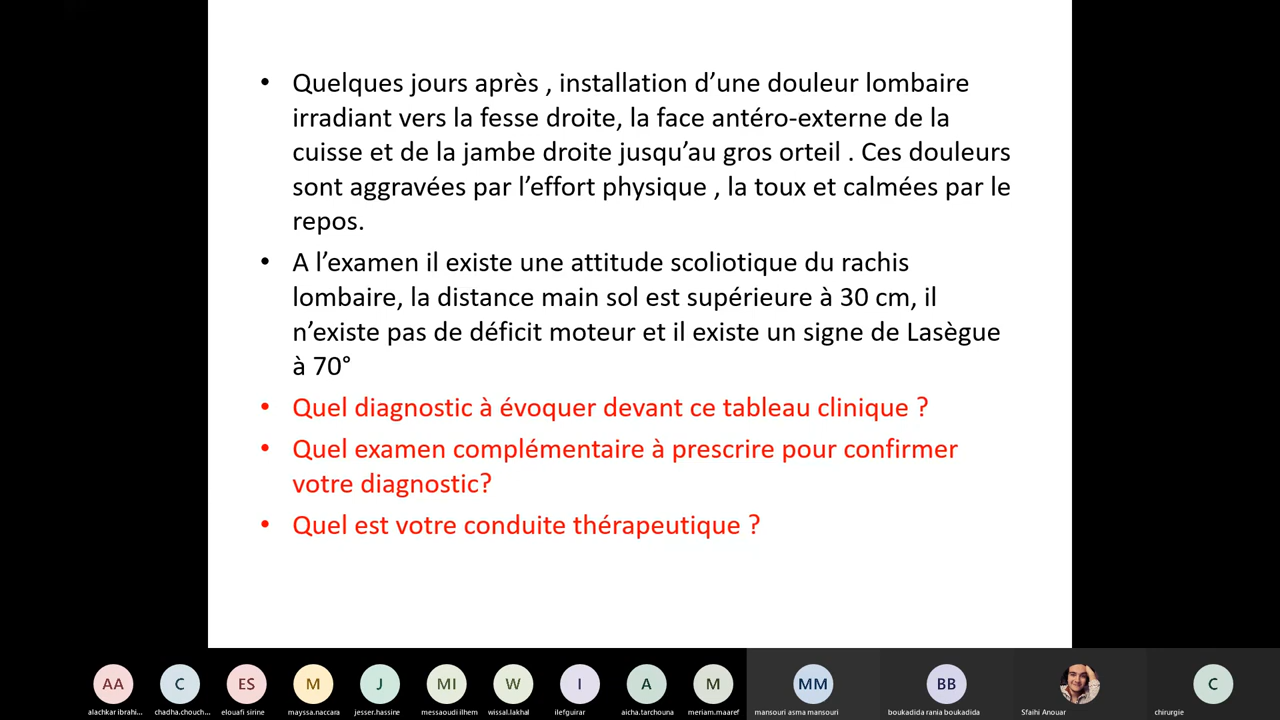 • Quelques jours après , installation d’une douleur lombaire
irradiant vers la fesse droite, la face antéro-externe de la
cuisse et de la jambe droite jusqu’au gros orteil . Ces douleurs
sont aggravées par l’effort physique , la toux et calmées par le
repos.
• A l’examen il existe une attitude scoliotique du rachis
lombaire, la distance main sol est supérieure à 30 cm, il
n’existe pas de déficit moteur et il existe un signe de Lasègue
à 70°
• Quel diagnostic à évoquer devant ce tableau clinique ?
• Quel examen complémentaire à prescrire pour confirmer
votre diagnostic?
• Quel est votre conduite thérapeutique ?
AA C ES M J MI W I A M MM BB C
alachkar ibrahi... chadha.chouch... elouafi sirine mayssa.naccara jesser.hassine messaoudi ilhem wissal.lakhal ilefguirar aicha.tarchouna meriam.maaref mansouri asma mansouri boukadida rania boukadida Sfaihi Anouar chirurgie